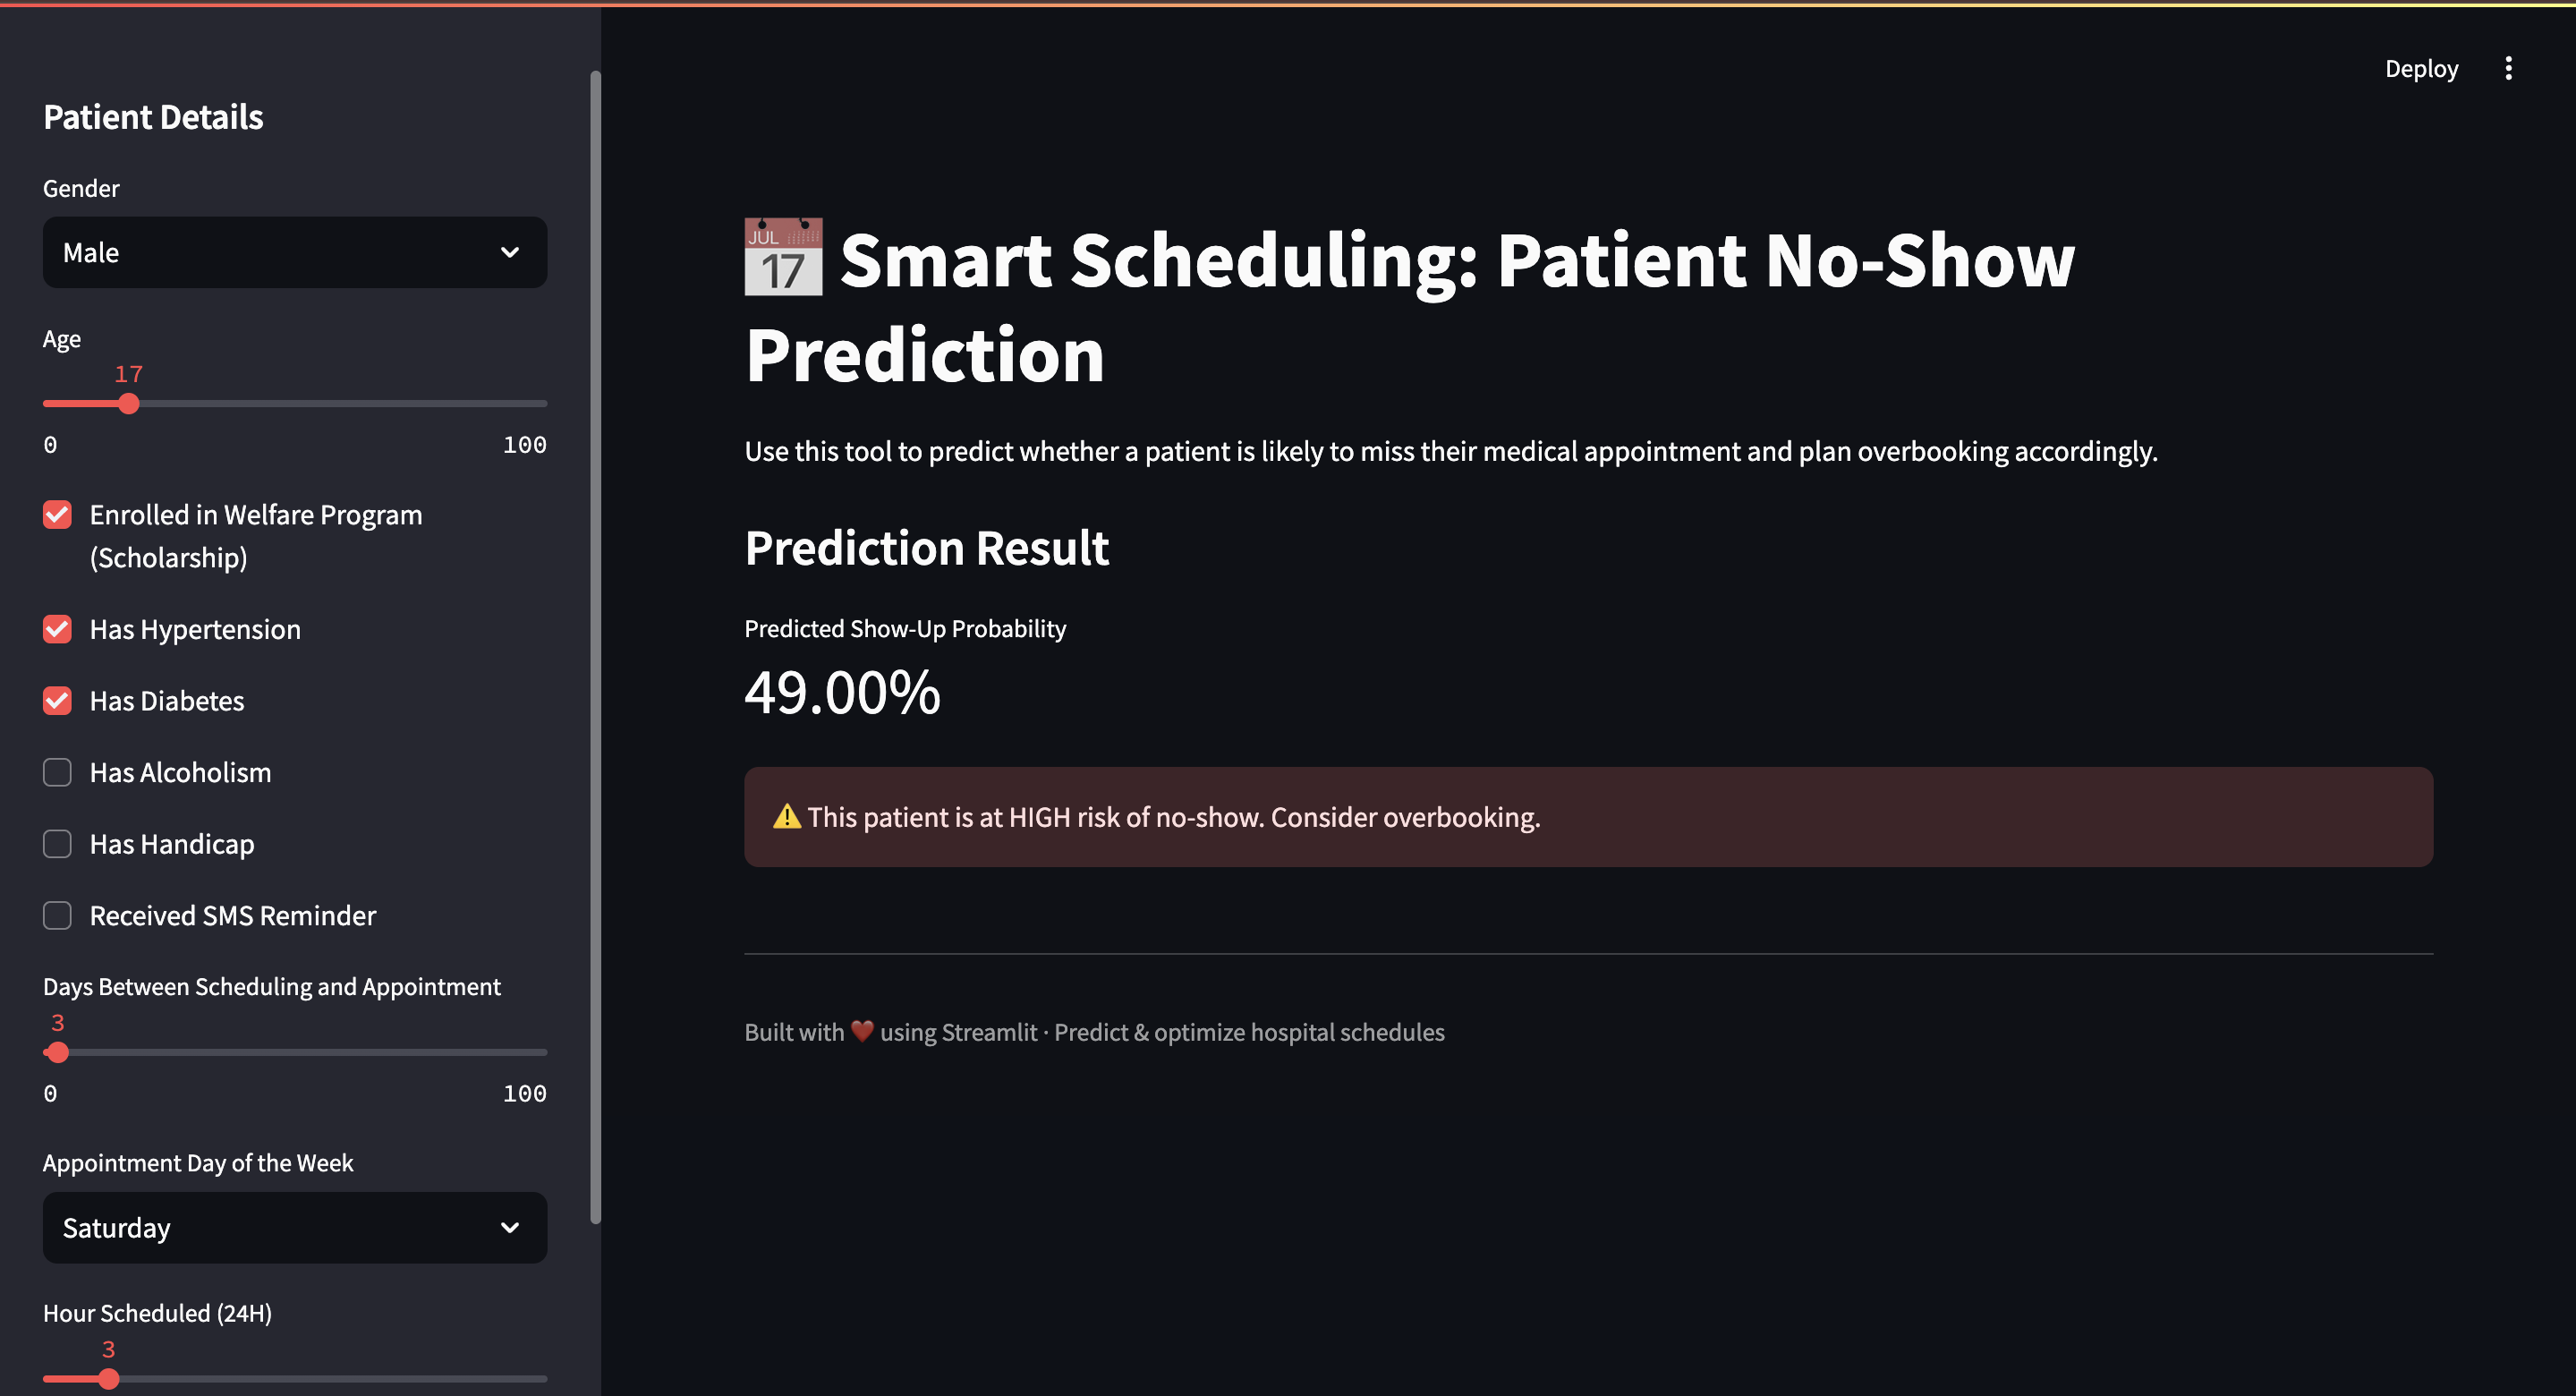 Patient Details
Gender
Male
Age
17
0
100
Enrolled in Welfare Program
(Scholarship)
Has Hypertension
Has Diabetes
Has Alcoholism
Has Handicap
Received SMS Reminder
Days Between Scheduling and Appointment
3
0
100
Appointment Day of the Week
Saturday
Hour Scheduled (24H)
3
Deploy
JUL
17
Smart Scheduling: Patient No-Show
Prediction
Use this tool to predict whether a patient is likely to miss their medical appointment and plan overbooking accordingly.
Prediction Result
Predicted Show-Up Probability
49.00%
⚠️ This patient is at HIGH risk of no-show. Consider overbooking.
Built with ❤️ using Streamlit · Predict & optimize hospital schedules